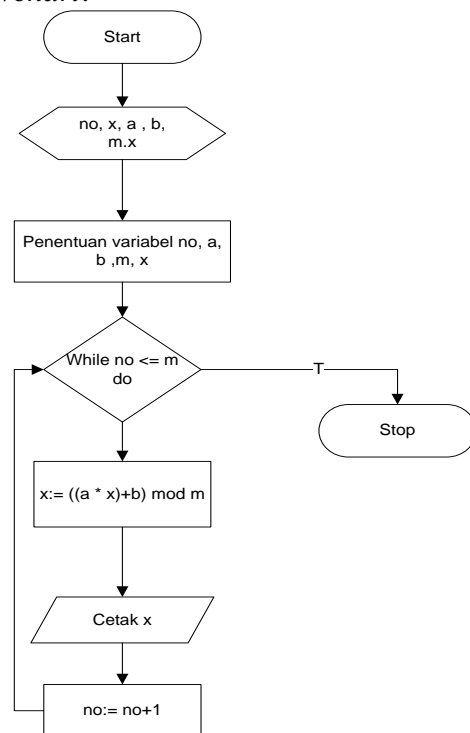 Start
no, x, a , b,
m.x
Penentuan variabel no, a,
b ,m, x
While no <= m
do
T
Stop
x:= ((a * x)+b) mod m
Cetak x
no:= no+1